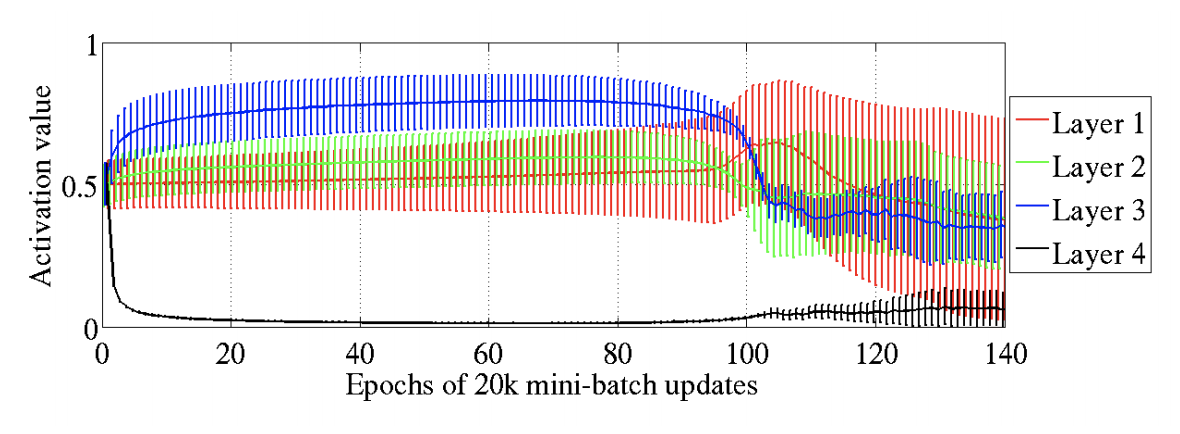 Activation value
1
0.5
0
0 20 40 60 80 100 120 140
Epochs of 20k mini-batch updates
Layer 1
Layer 2
Layer 3
Layer 4